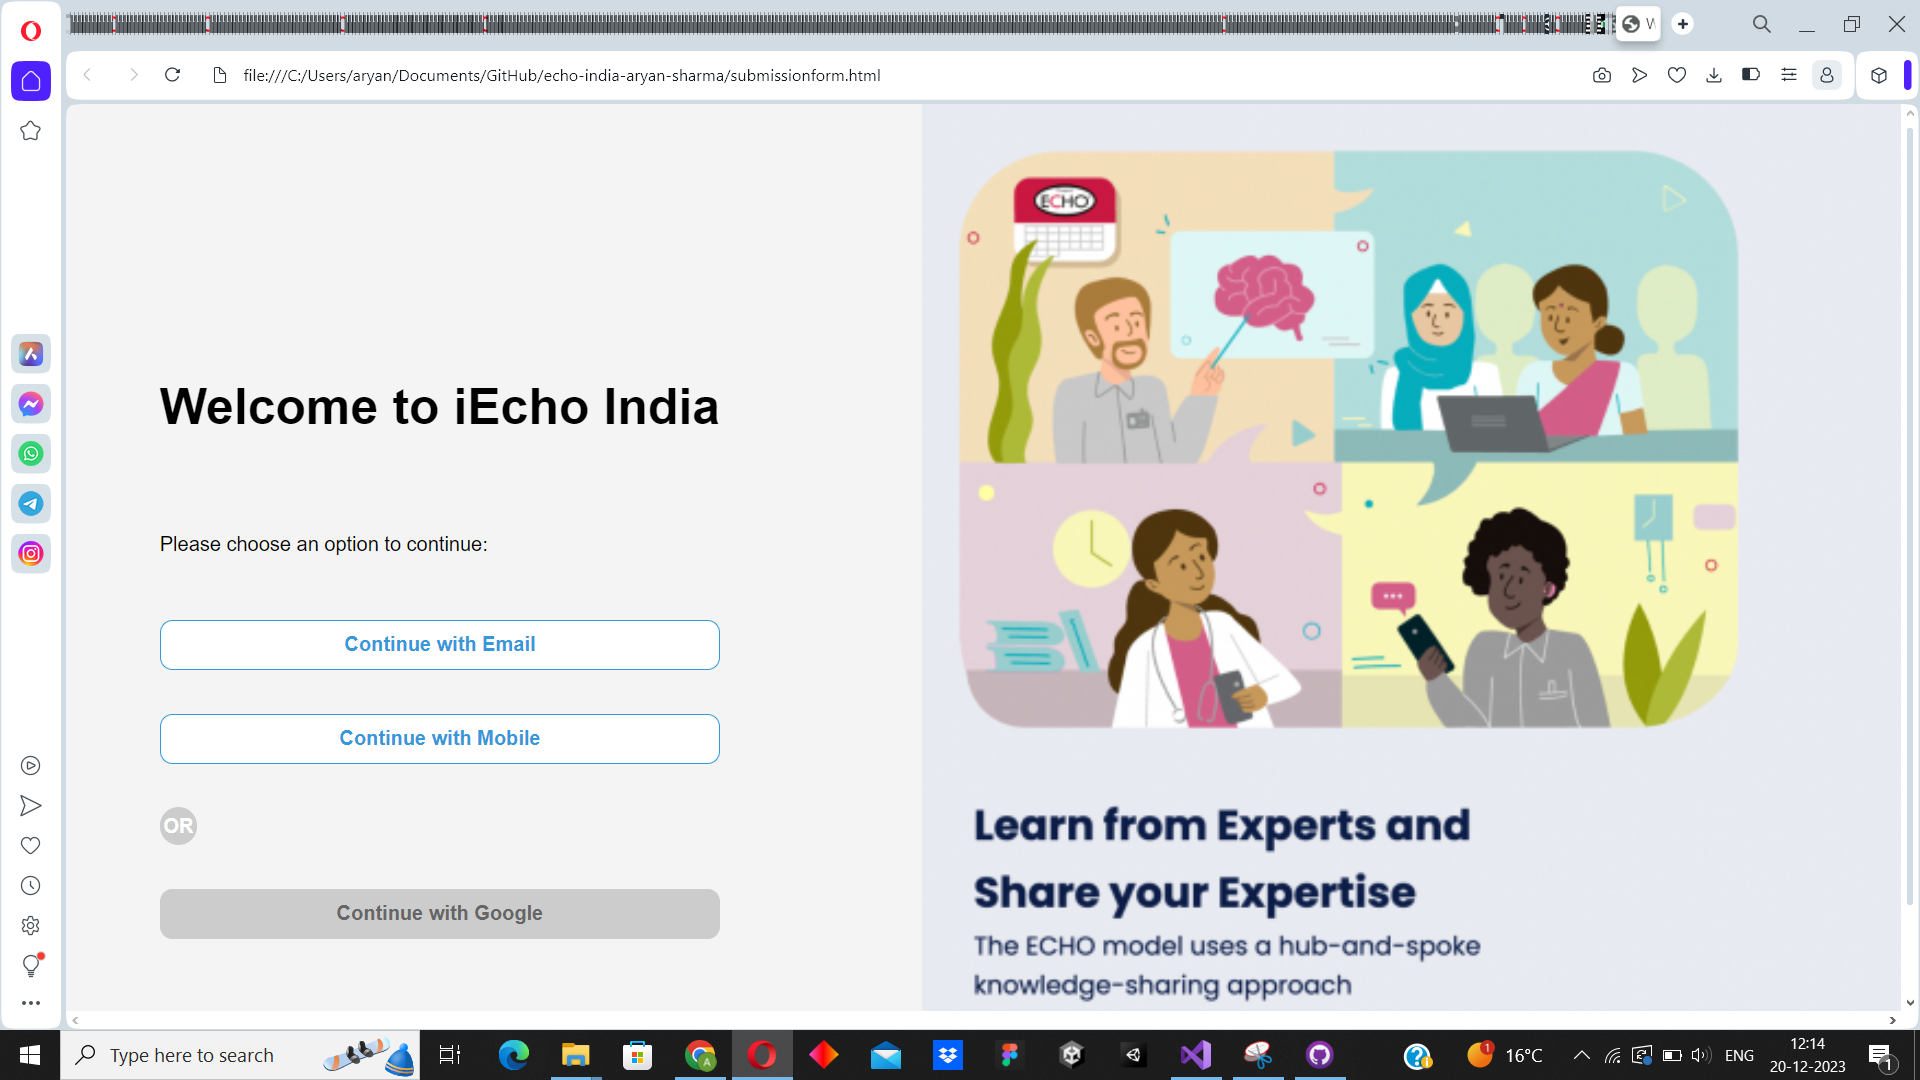 W
file:///C:/Users/aryan/Documents/GitHub/echo-india-aryan-sharma/submissionform.html
ECHO
Welcome to iEcho India
Please choose an option to continue:
Continue with Email
Continue with Mobile
OR
Continue with Google
Learn from Experts and
Share your Expertise
The ECHO model uses a hub-and-spoke
knowledge-sharing approach
Type here to search
A
1
16°C
ENG
12:14
20-12-2023
1